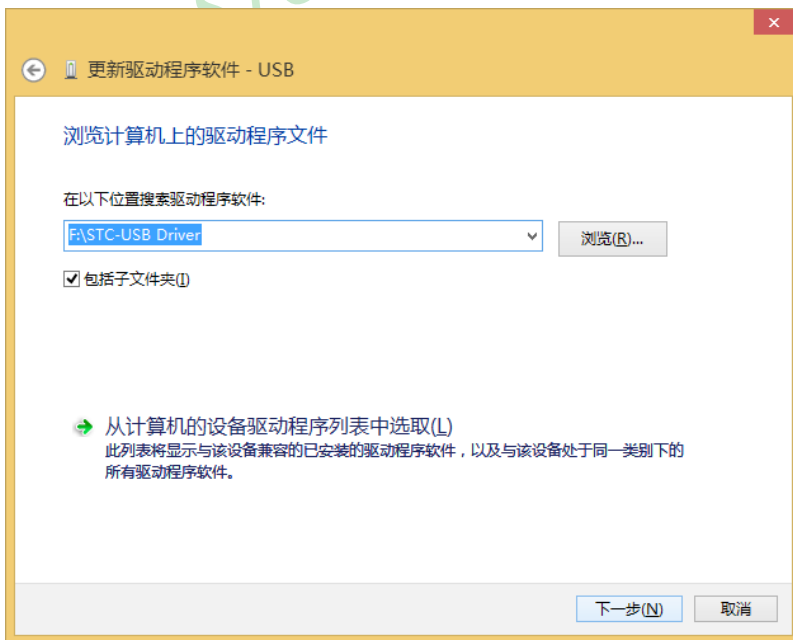 更新驱动程序软件 - USB
浏览计算机上的驱动程序文件
在以下位置搜索驱动程序软件:
F:\STC-USB Driver
浏览(R)...
包括子文件夹(I)
从计算机的设备驱动程序列表中选取(L)
此列表将显示与该设备兼容的已安装的驱动程序软件，以及与该设备处于同一类别下的
所有驱动程序软件。
下一步(N)
取消